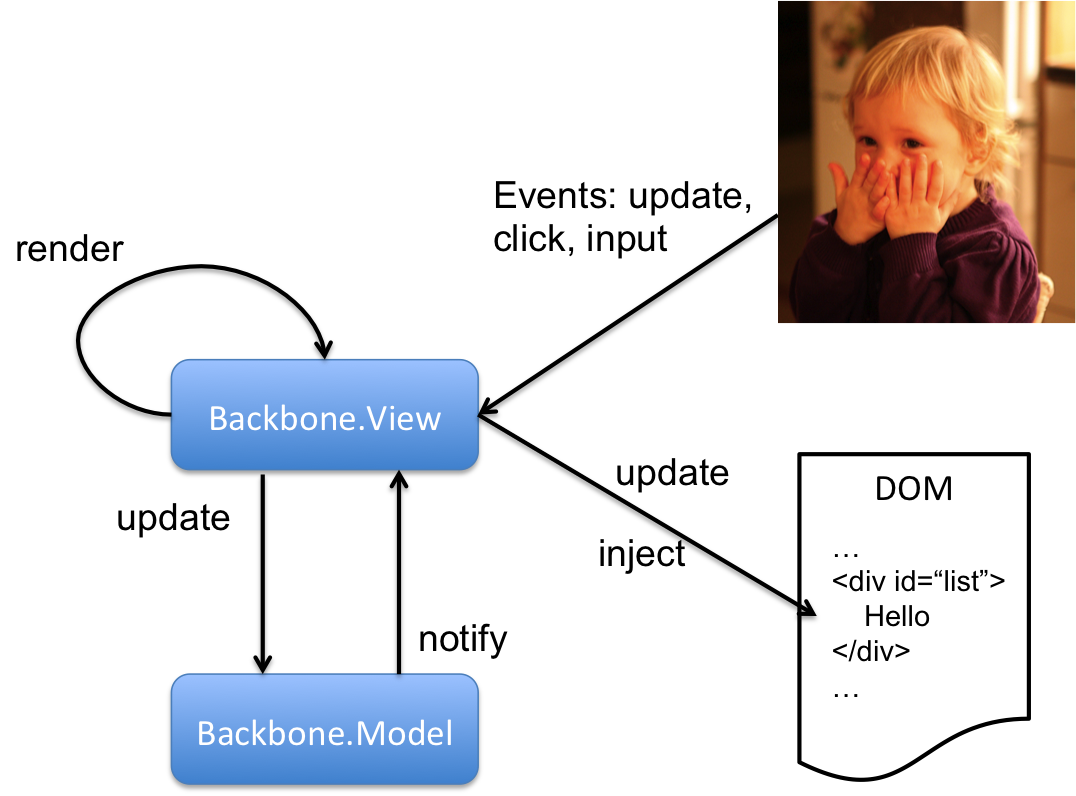 Events: update,
click, input
render
Backbone.View
update
inject
DOM
…
<div id=“list”>
Hello
</div>
…
update
notify
Backbone.Model